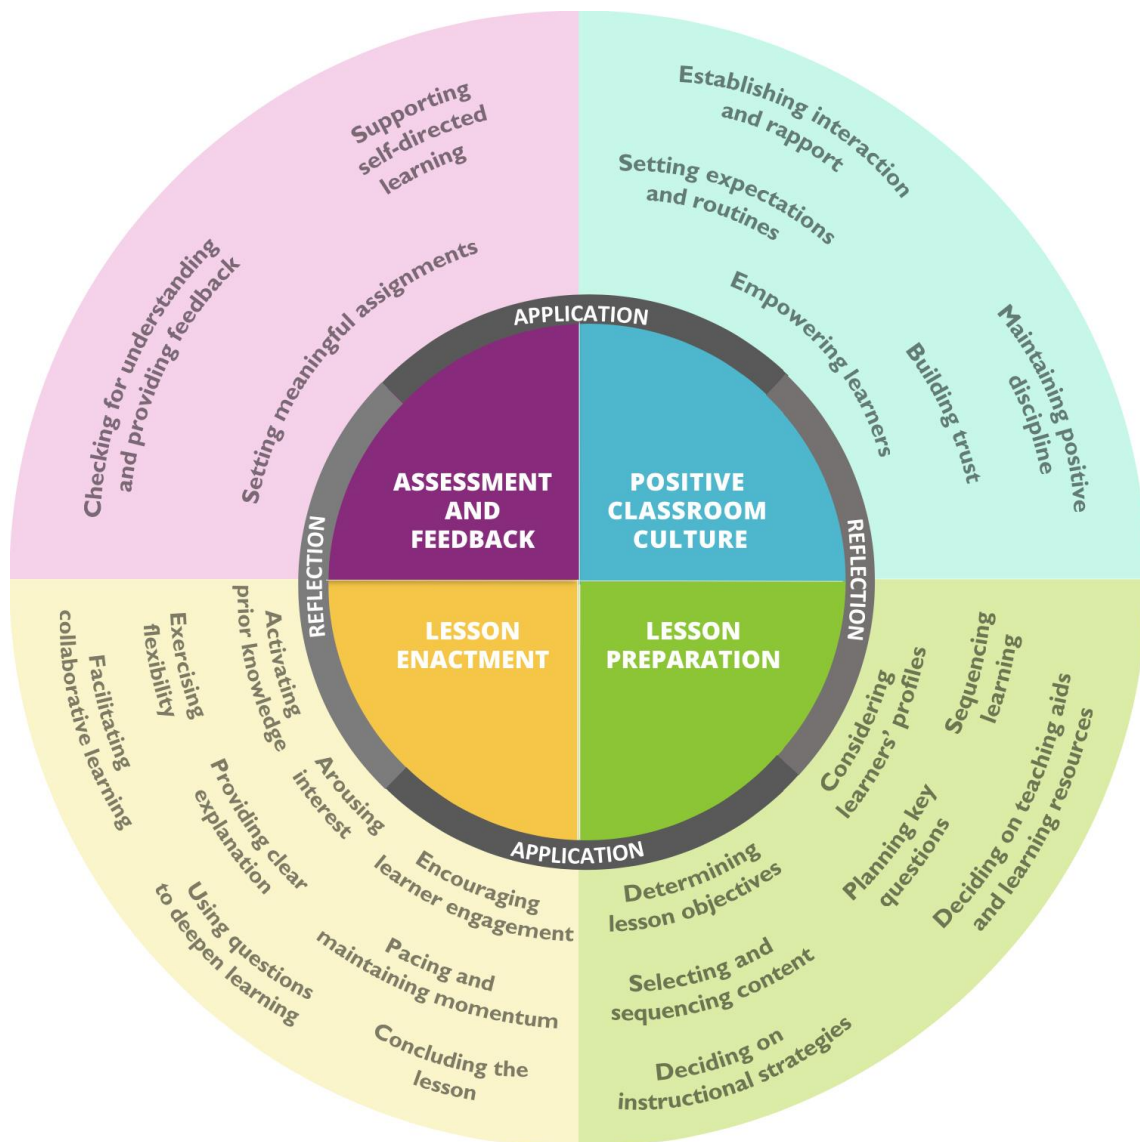 Supporting
self-directed
learning
Checking for understanding
and providing feedback
Setting meaningful assignments
Establishing interaction
and rapport
Setting expectations
and routines
Empowering learners
Building trust
Maintaining positive
discipline
APPLICATION
REFLECTION
REFLECTION
APPLICATION
ASSESSMENT
AND
FEEDBACK
POSITIVE
CLASSROOM
CULTURE
LESSON
ENACTMENT
LESSON
PREPARATION
Activating
prior knowledge
Exercising
flexibility
Facilitating
collaborative learning
Arousing
interest
Providing clear
explanation
Using questions
to deepen learning
Encouraging
learner engagement
Pacing and
maintaining momentum
Concluding the
lesson
Considering
learners’ profiles
Sequencing
learning
Deciding on teaching aids
and learning resources
Planning key
questions
Determining
lesson objectives
Selecting and
sequencing content
Deciding on
instructional strategies